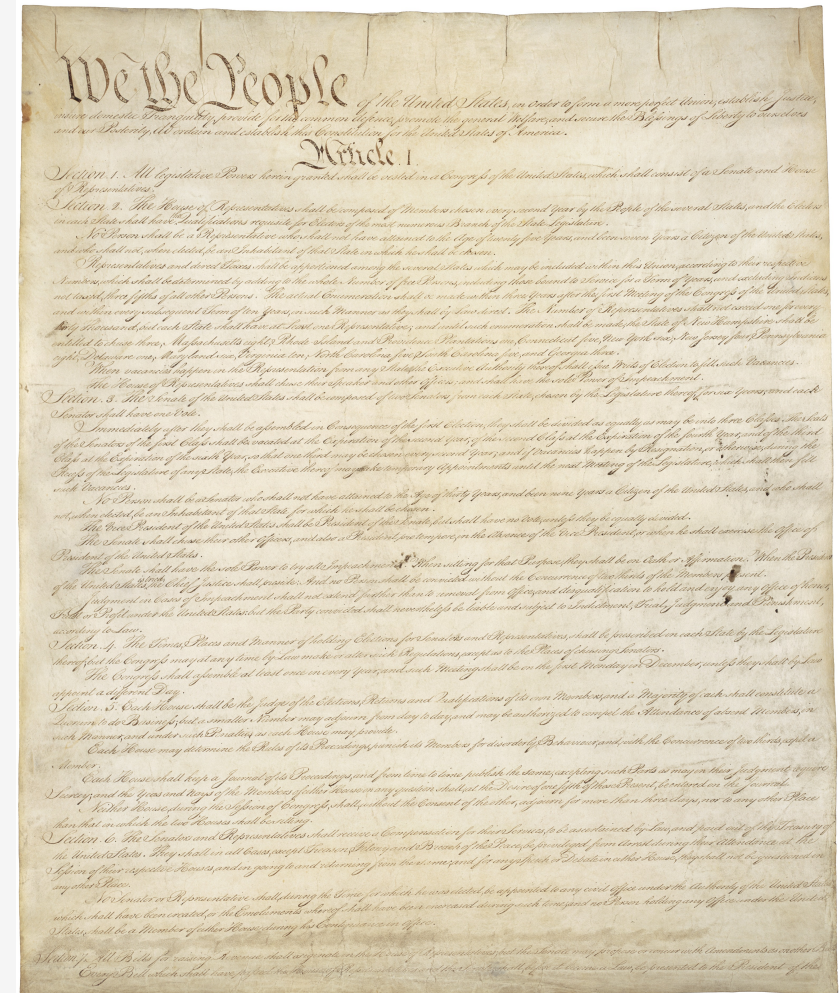 We the People of the United States, in Order to form a more perfect Union, establish Justice,
insure domestic Tranquility, provide for the common defence, promote the general Welfare, and secure the Blessings of Liberty to ourselves
and our Posterity, do ordain and establish this Constitution for the United States of America.
Article. I.
Section. 1. All legislative Powers herein granted shall be vested in a Congress of the United States, which shall consist of a Senate and House
of Representatives.
Section. 2. The House of Representatives shall be composed of Members chosen every second Year by the People of the several States, and the Electors
in each State shall have the Qualifications requisite for Electors of the most numerous Branch of the State Legislature.
No Person shall be a Representative who shall not have attained to the Age of twenty five Years, and been seven Years a Citizen of the United States,
and who shall not, when elected, be an Inhabitant of that State in which he shall be chosen.
Representatives and direct Taxes shall be apportioned among the several States which may be included within this Union, according to their respective
Numbers, which shall be determined by adding to the whole Number of free Persons, including those bound to Service for a Term of Years, and excluding Indians
not taxed, three fifths of all other Persons. The actual Enumeration shall be made within three Years after the first Meeting of the Congress of the United States,
and within every subsequent Term of ten Years, in such Manner as they shall by Law direct. The Number of Representatives shall not exceed one for every
thirty Thousand, but each State shall have at Least one Representative; and until such enumeration shall be made, the State of New Hampshire shall be
entitled to chuse three, Massachusetts eight, Rhode-Island and Providence Plantations one, Connecticut five, New-York six, New Jersey four, Pennsylvania
eight, Delaware one, Maryland six, Virginia ten, North Carolina five, South Carolina five, and Georgia three.
When vacancies happen in the Representation from any State, the Executive Authority thereof shall issue Writs of Election to fill such Vacancies.
The House of Representatives shall chuse their Speaker and other Officers; and shall have the sole Power of Impeachment.
Section. 3. The Senate of the United States shall be composed of two Senators from each State, chosen by the Legislature thereof, for six Years; and each
Senator shall have one Vote.
Immediately after they shall be assembled in Consequence of the first Election, they shall be divided as equally as may be into three Classes. The Seats
of the Senators of the first Class shall be vacated at the Expiration of the second Year, of the second Class at the Expiration of the fourth Year, and of the third
Class at the Expiration of the sixth Year, so that one third may be chosen every second Year; and if Vacancies happen by Resignation, or otherwise, during the
Recess of the Legislature of any State, the Executive thereof may make temporary Appointments until the next Meeting of the Legislature, which shall then fill
such Vacancies.
No Person shall be a Senator who shall not have attained to the Age of thirty Years, and been nine Years a Citizen of the United States, and who shall
not, when elected, be an Inhabitant of that State for which he shall be chosen.
The Vice President of the United States shall be President of the Senate, but shall have no Vote, unless they be equally divided.
The Senate shall chuse their other Officers, and also a President pro tempore, in the Absence of the Vice President, or when he shall exercise the Office of
President of the United States.
The Senate shall have the sole Power to try all Impeachments. When sitting for that Purpose, they shall be on Oath or Affirmation. When the President
of the United States is tried, the Chief Justice shall preside: And no Person shall be convicted without the Concurrence of two thirds of the Members present.
Judgment in Cases of Impeachment shall not extend further than to removal from Office, and disqualification to hold and enjoy any Office of honor,
Trust or Profit under the United States: but the Party convicted shall nevertheless be liable and subject to Indictment, Trial, Judgment and Punishment,
according to Law.
Section. 4. The Times, Places and Manner of holding Elections for Senators and Representatives, shall be prescribed in each State by the Legislature
thereof; but the Congress may at any time by Law make or alter such Regulations, except as to the Places of chusing Senators.
The Congress shall assemble at least once in every Year, and such Meeting shall be on the first Monday in December, unless they shall by Law
appoint a different Day.
Section. 5. Each House shall be the Judge of the Elections, Returns and Qualifications of its own Members, and a Majority of each shall constitute a
Quorum to do Business; but a smaller Number may adjourn from day to day, and may be authorized to compel the Attendance of absent Members, in
such Manner, and under such Penalties as each House may provide.
Each House may determine the Rules of its Proceedings, punish its Members for disorderly Behaviour, and, with the Concurrence of two thirds, expel a
Member.
Each House shall keep a Journal of its Proceedings, and from time to time publish the same, excepting such Parts as may in their Judgment require
Secrecy; and the Yeas and Nays of the Members of either House on any question shall, at the Desire of one fifth of those Present, be entered on the Journal.
Neither House, during the Session of Congress, shall, without the Consent of the other, adjourn for more than three days, nor to any other Place
than that in which the two Houses shall be sitting.
Section. 6. The Senators and Representatives shall receive a Compensation for their Services, to be ascertained by Law, and paid out of the Treasury of
the United States. They shall in all Cases, except Treason, Felony and Breach of the Peace, be privileged from Arrest during their Attendance at the
Session of their respective Houses, and in going to and returning from the same; and for any Speech or Debate in either House, they shall not be questioned in
any other Place.
No Senator or Representative shall, during the Time for which he was elected, be appointed to any civil Office under the Authority of the United States,
which shall have been created, or the Emoluments whereof shall have been encreased during such time; and no Person holding any Office under the United
States, shall be a Member of either House during his Continuance in Office.
Section. 7. All Bills for raising Revenue shall originate in the House of Representatives; but the Senate may propose or concur with Amendments as on other Bills.
Every Bill which shall have passed the House of Representatives and the Senate, shall, before it become a Law, be presented to the President of the